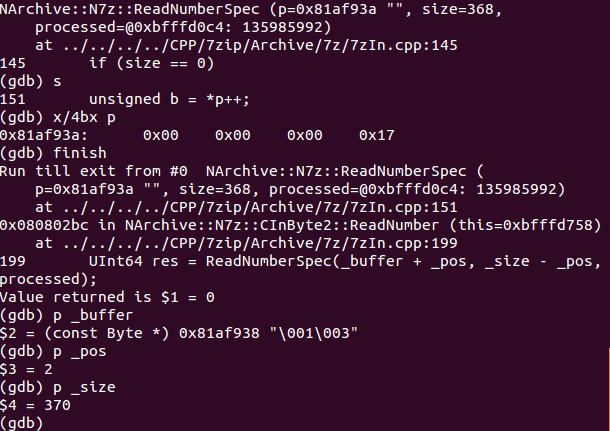 NArchive::N7z::ReadNumberSpec (p=0x81af93a "", size=368,
processed=@0xbfffd0c4: 135985992)
at ../../../../CPP/7zip/Archive/7z/7zIn.cpp:145
145 if (size == 0)
(gdb) s
151 unsigned b = *p++;
(gdb) x/4bx p
0x81af93a: 0x00 0x00 0x00 0x17
(gdb) finish
Run till exit from #0 NArchive::N7z::ReadNumberSpec (
p=0x81af93a "", size=368, processed=@0xbfffd0c4: 135985992)
at ../../../../CPP/7zip/Archive/7z/7zIn.cpp:151
0x080802bc in NArchive::N7z::CInByte2::ReadNumber (this=0xbfffd758)
at ../../../../CPP/7zip/Archive/7z/7zIn.cpp:199
199 UInt64 res = ReadNumberSpec(_buffer + _pos, _size - _pos,
processed);
Value returned is $1 = 0
(gdb) p _buffer
$2 = (const Byte *) 0x81af938 "\001\003"
(gdb) p _pos
$3 = 2
(gdb) p _size
$4 = 370
(gdb)